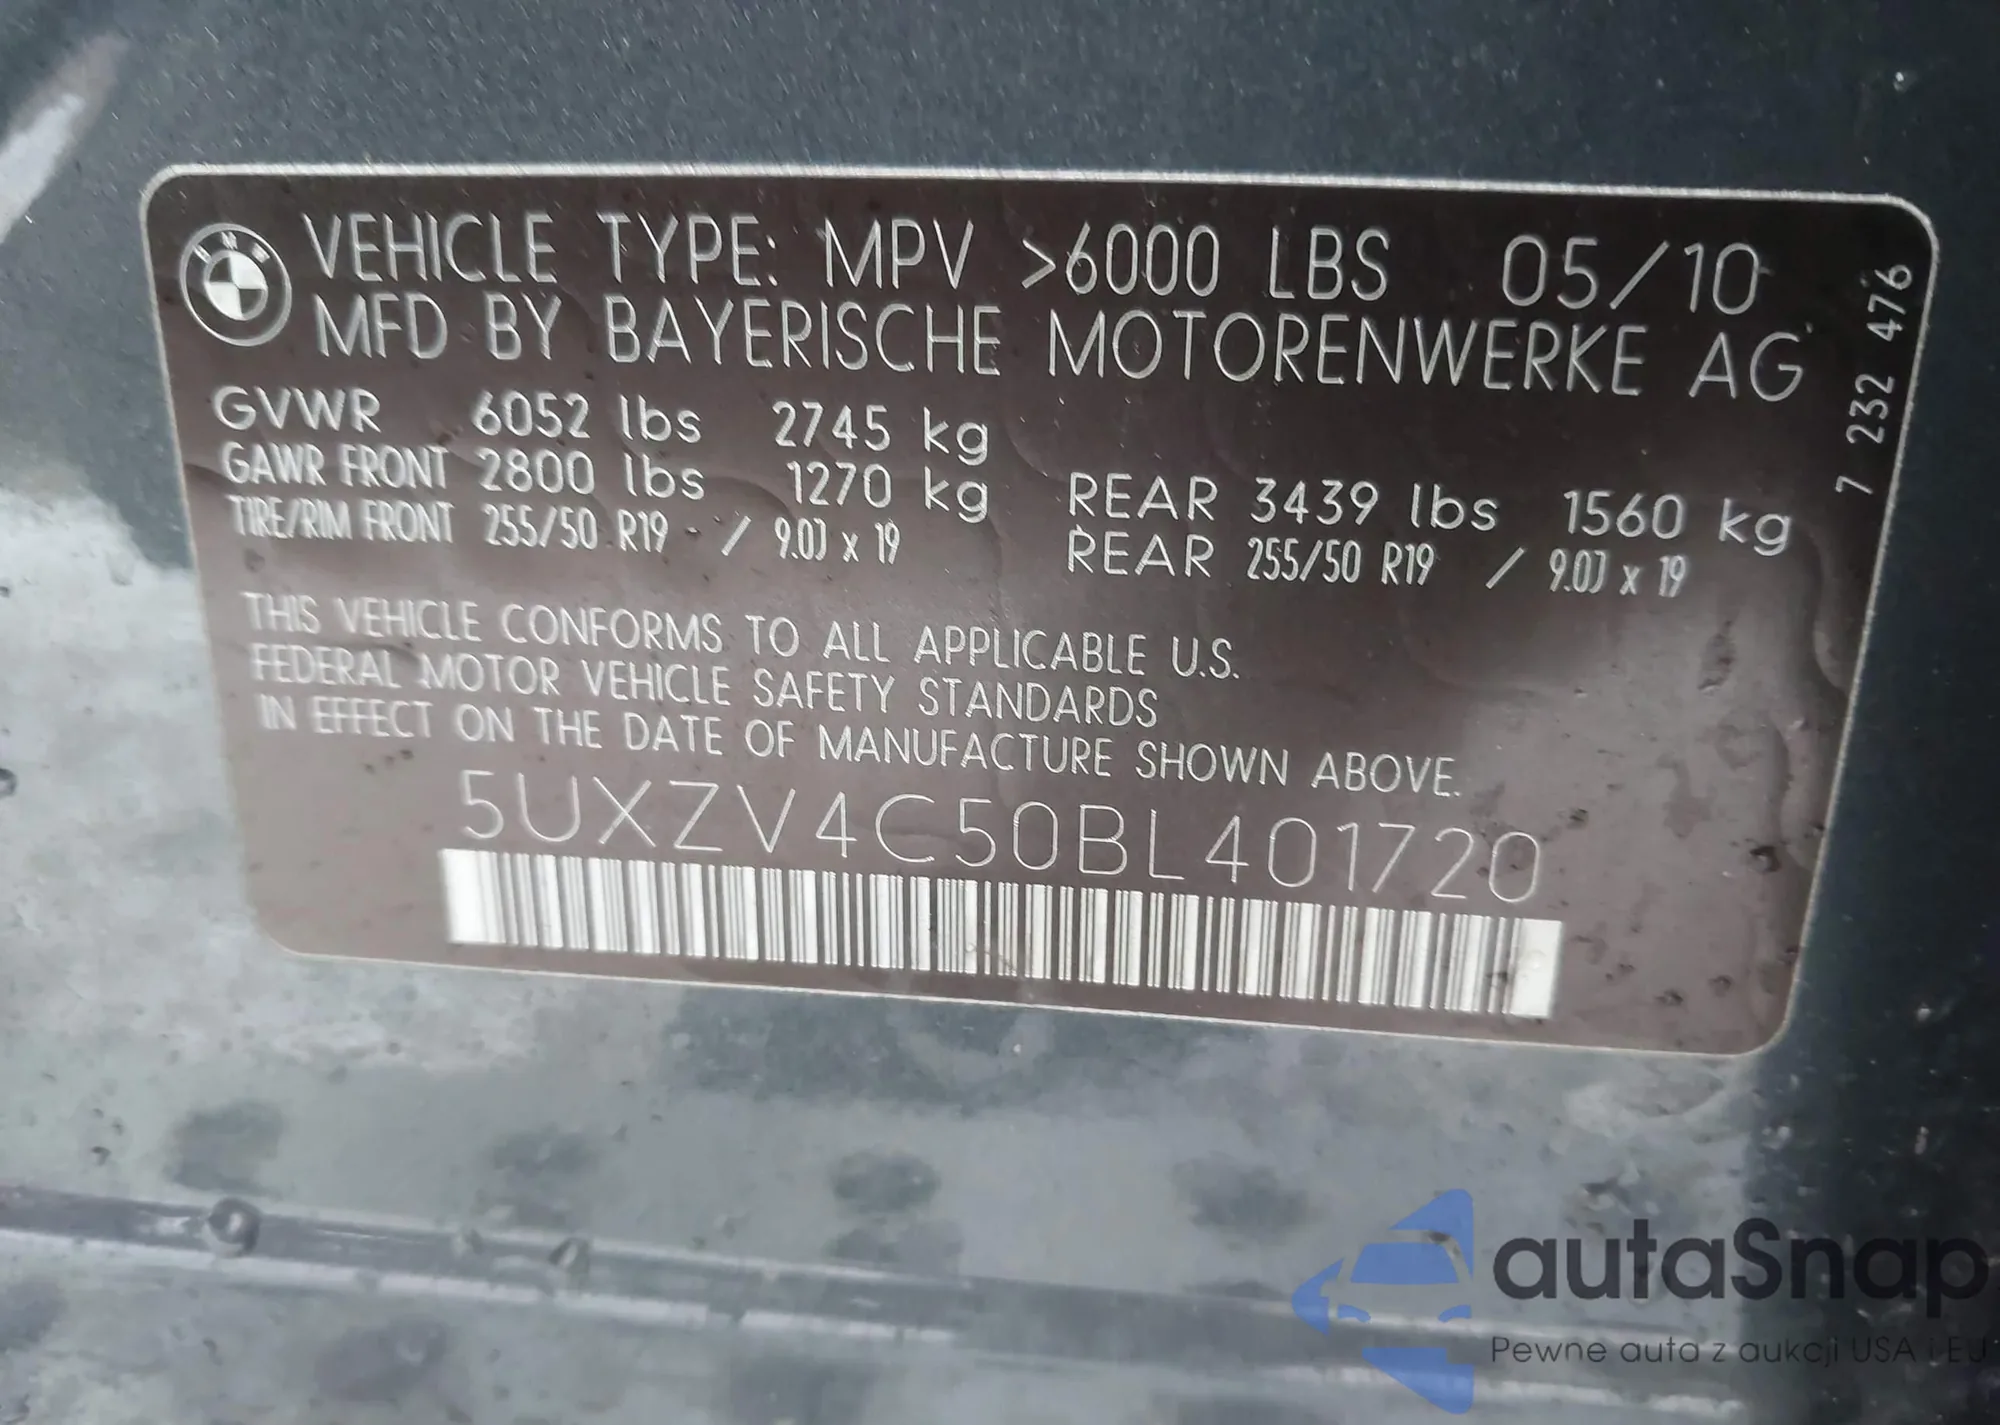 BMW
VEHICLE TYPE: MPV >6000 LBS 05/10
MFD BY BAYERISCHE MOTORENWERKE AG
GVWR 6052 lbs 2745 kg
GAWR FRONT 2800 lbs 1270 kg REAR 3439 lbs 1560 kg
TIRE/RIM FRONT 255/50 R19 / 9.0J x 19 REAR 255/50 R19 / 9.0J x 19
THIS VEHICLE CONFORMS TO ALL APPLICABLE U.S.
FEDERAL MOTOR VEHICLE SAFETY STANDARDS
IN EFFECT ON THE DATE OF MANUFACTURE SHOWN ABOVE.
5UXZV4C50BL401720
7 232 476
autaSnap
Pewne auta z aukcji USA i EU